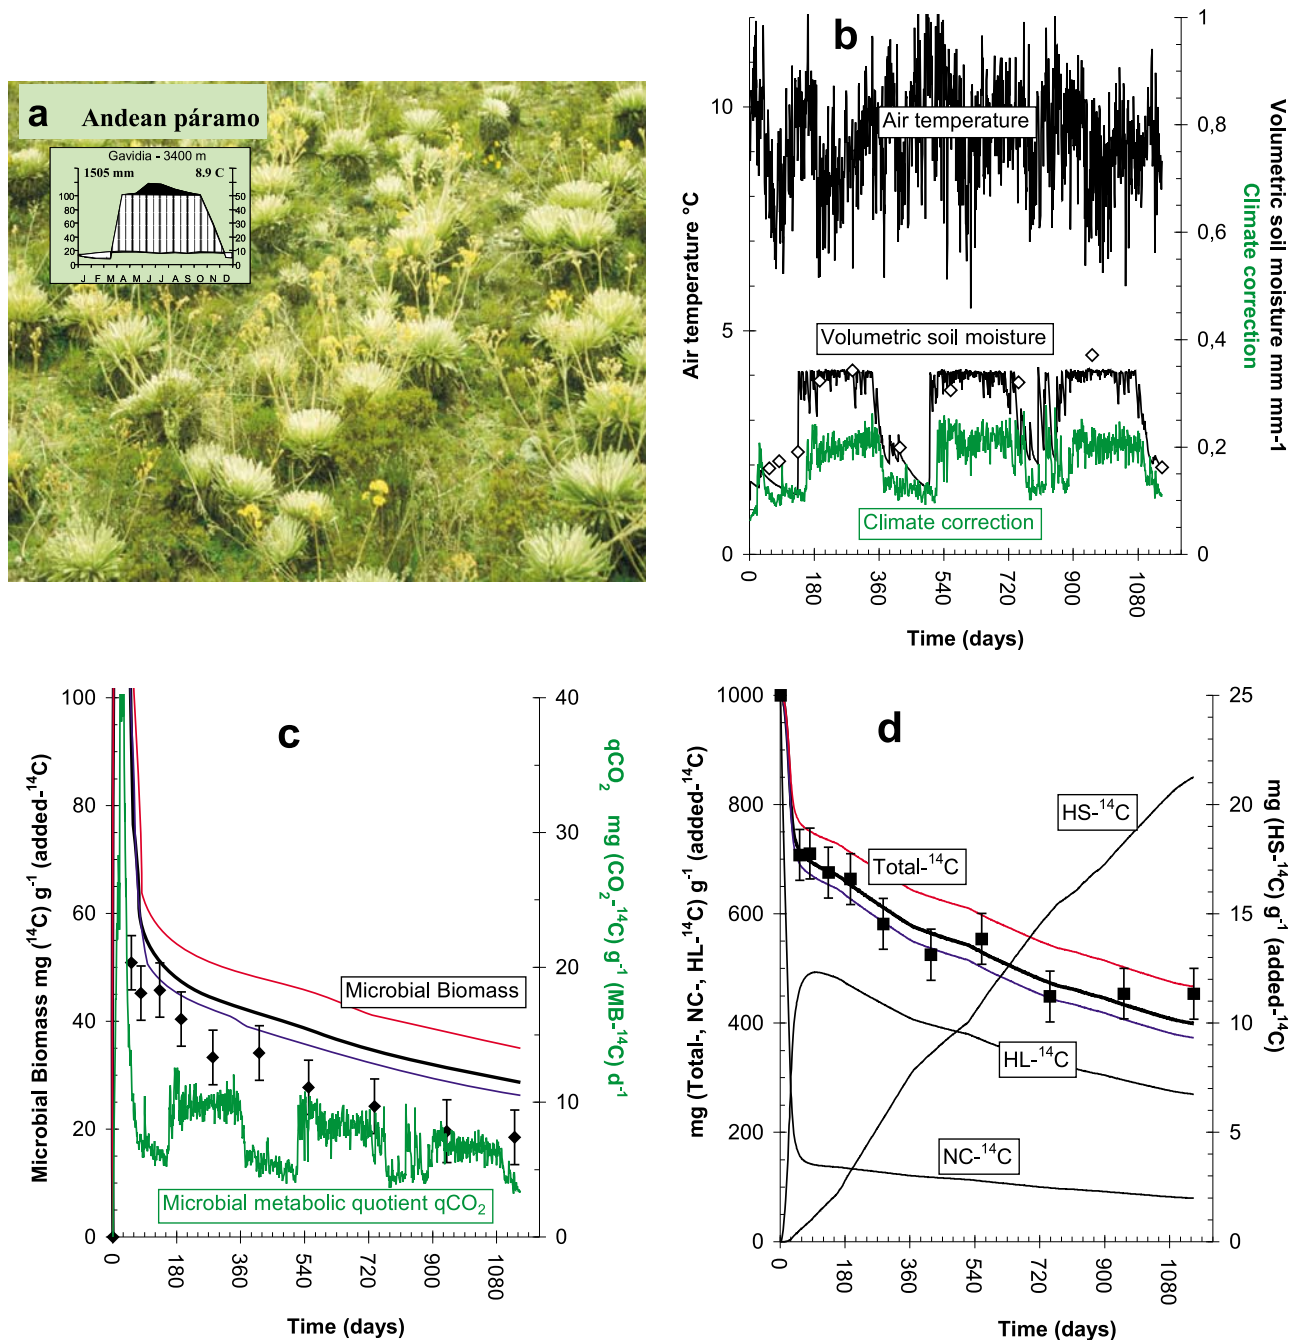 a Andean páramo
Gavidia - 3400 m
1505 mm 8.9 C
100
100
80
60
40
20
0
50
50
40
30
20
10
0
J F M A M J J A S O N D
b
Air temperature
Volumetric soil moisture
Climate correction
Air temperature °C
10
5
0
Volumetric soil moisture mm mm-1
Climate correction
1
0,8
0,6
0,4
0,2
0
0 180 360 540 720 900 1080
Time (days)
c
Microbial Biomass
Microbial metabolic quotient qCO2
Microbial Biomass mg (14C) g-1 (added-14C)
100
80
60
40
20
0
qCO2 mg (CO2-14C) g-1 (MB-14C) d-1
40
30
20
10
0
0 180 360 540 720 900 1080
Time (days)
d
HS-14C
Total-14C
HL-14C
NC-14C
mg (Total-, NC-, HL-14C) g-1 (added-14C)
1000
800
600
400
200
0
mg (HS-14C) g-1 (added-14C)
25
20
15
10
5
0
0 180 360 540 720 900 1080
Time (days)